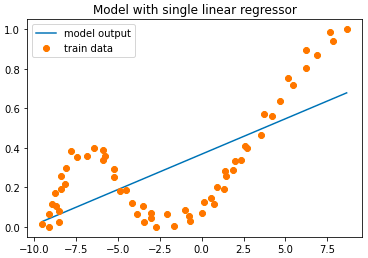 Model with single linear regressor
model output
train data
1.0
0.8
0.6
0.4
0.2
0.0
−10.0 −7.5 −5.0 −2.5 0.0 2.5 5.0 7.5